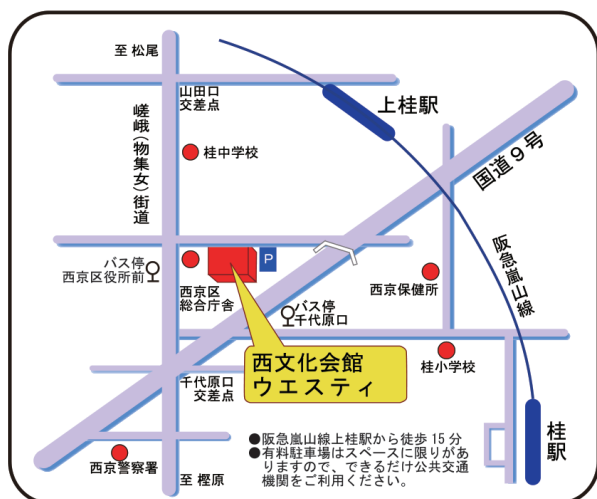 至 松尾
山田口
交差点
上桂駅
嵯峨(物集女)街道
桂中学校
国道9号
バス停
西京区役所前
P
西京区
総合庁舎
バス停
千代原口
西京保健所
阪急嵐山線
西文化会館
ウエスティ
桂小学校
千代原口
交差点
桂駅
西京警察署
至 樫原
●阪急嵐山線上桂駅から徒歩15分
●有料駐車場はスペースに限りがあ
りますので、できるだけ公共交通
機関をご利用ください。